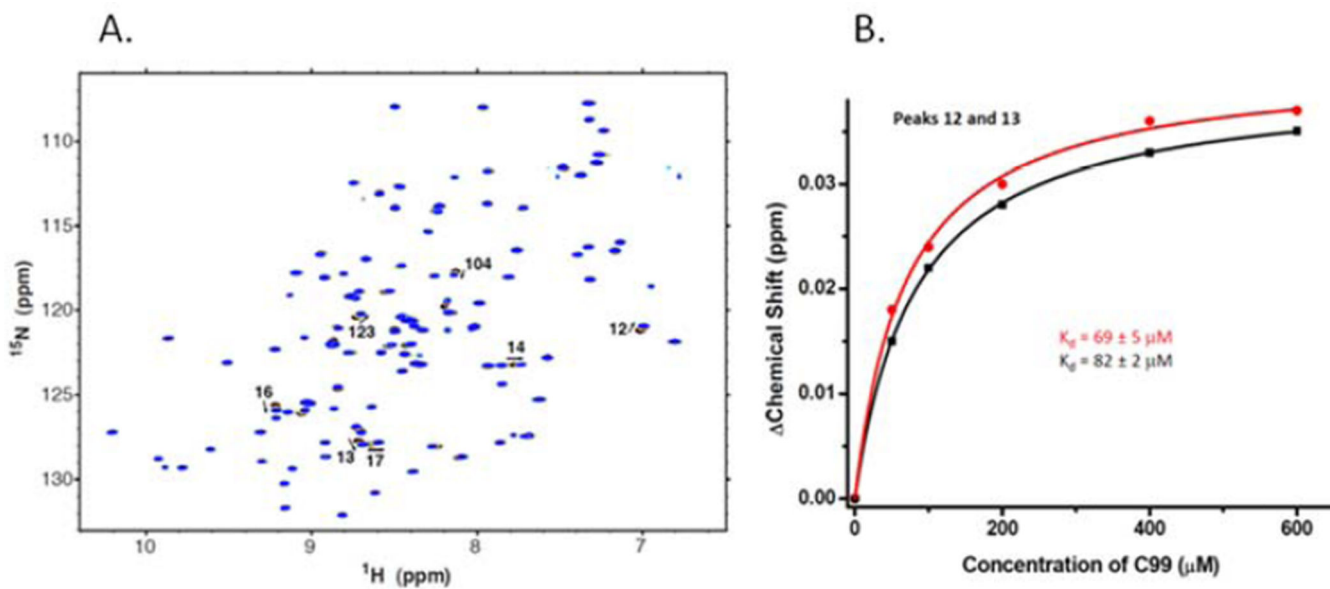 A.
110
115
120
125
130
¹⁵N (ppm)
104
123
12
14
16
13
17
10
9
8
7
¹H (ppm)
B.
Peaks 12 and 13
0.03
0.02
0.01
0.00
ΔChemical Shift (ppm)
K_d = 69 ± 5 μM
K_d = 82 ± 2 μM
0
200
400
600
Concentration of C99 (μM)